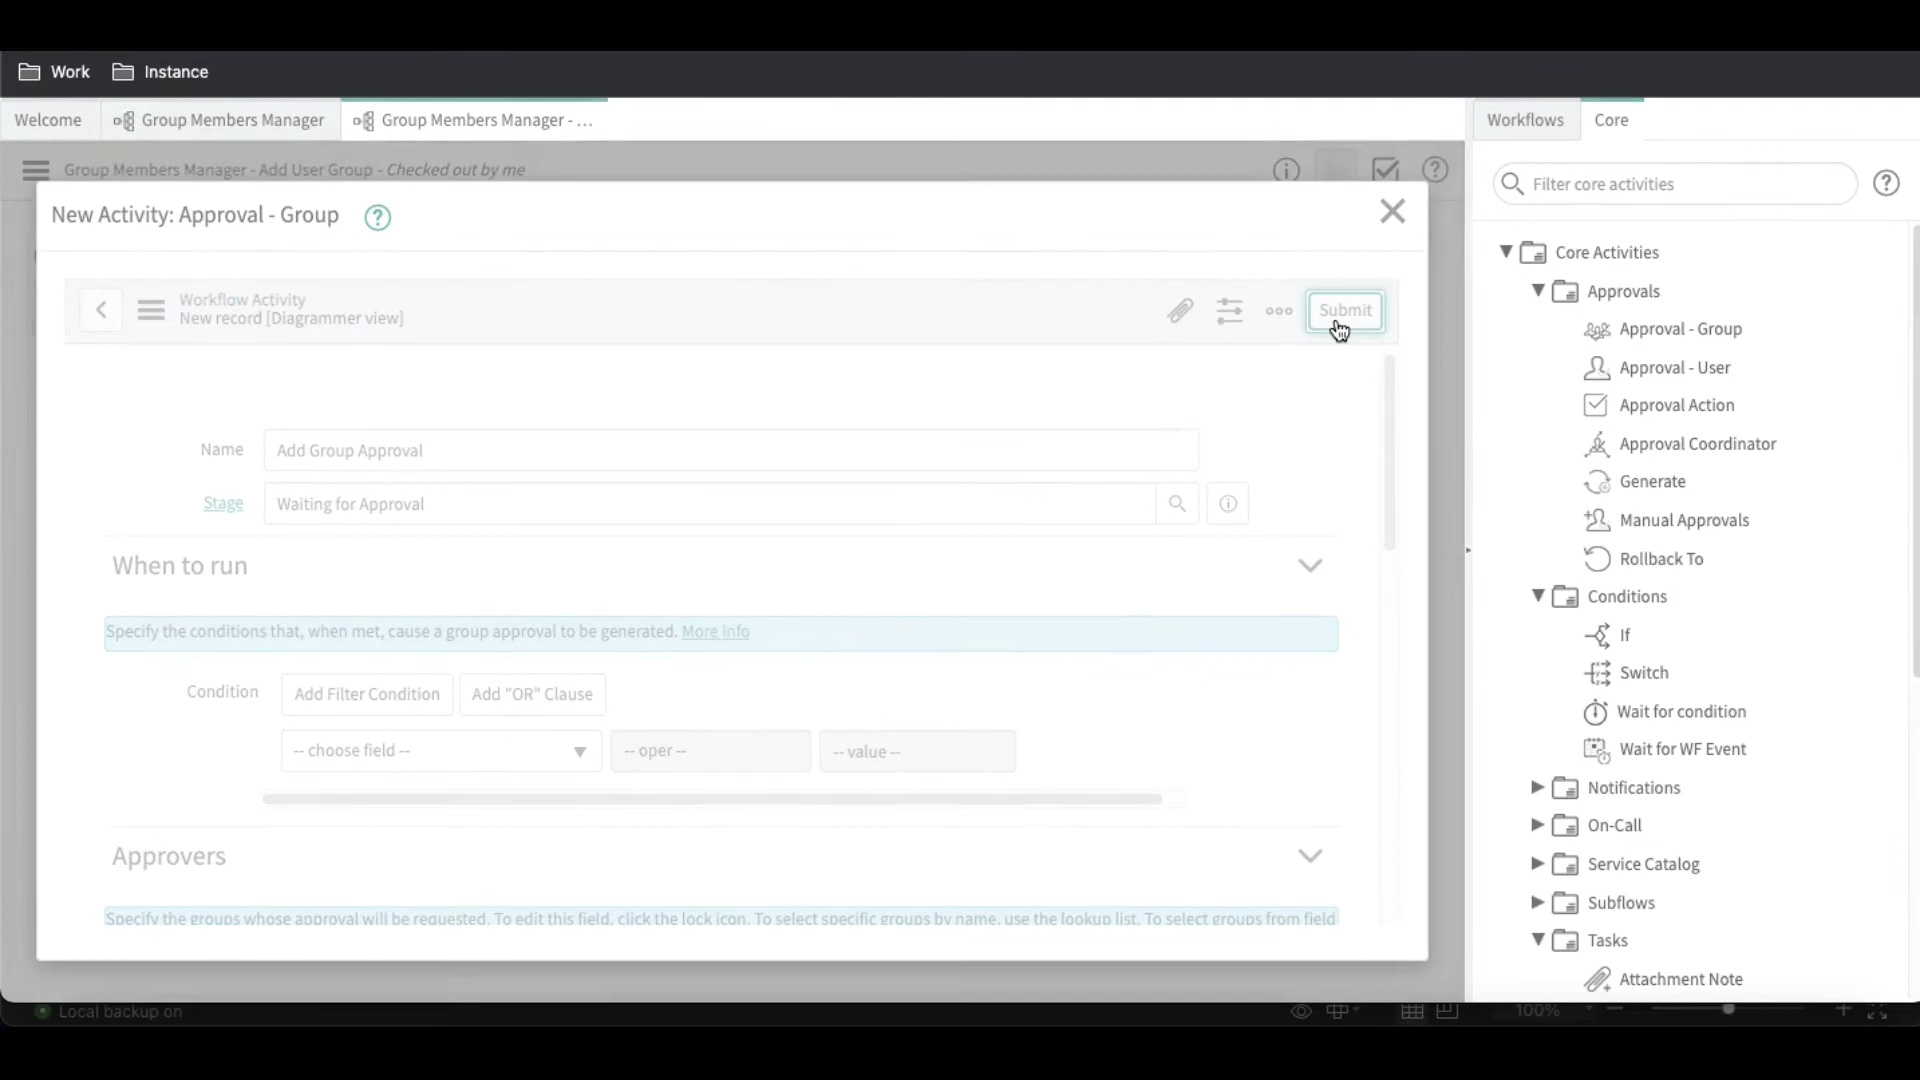 Work Instance
Welcome Group Members Manager Group Members Manager - ... Workflows Core
Group Members Manager - Add User Group - Checked out by me
Filter core activities
New Activity: Approval - Group
Workflow Activity
New record [Diagrammer view]
Submit
Name Add Group Approval
Stage Waiting for Approval
When to run
Specify the conditions that, when met, cause a group approval to be generated. More Info
Condition Add Filter Condition Add "OR" Clause
-- choose field -- -- oper -- -- value --
Approvers
Specify the groups whose approval will be requested. To edit this field, click the lock icon. To select specific groups by name, use the lookup list. To select groups from field
Core Activities
Approvals
Approval - Group
Approval - User
Approval Action
Approval Coordinator
Generate
Manual Approvals
Rollback To
Conditions
If
Switch
Wait for condition
Wait for WF Event
Notifications
On-Call
Service Catalog
Subflows
Tasks
Attachment Note
Local backup on 100%